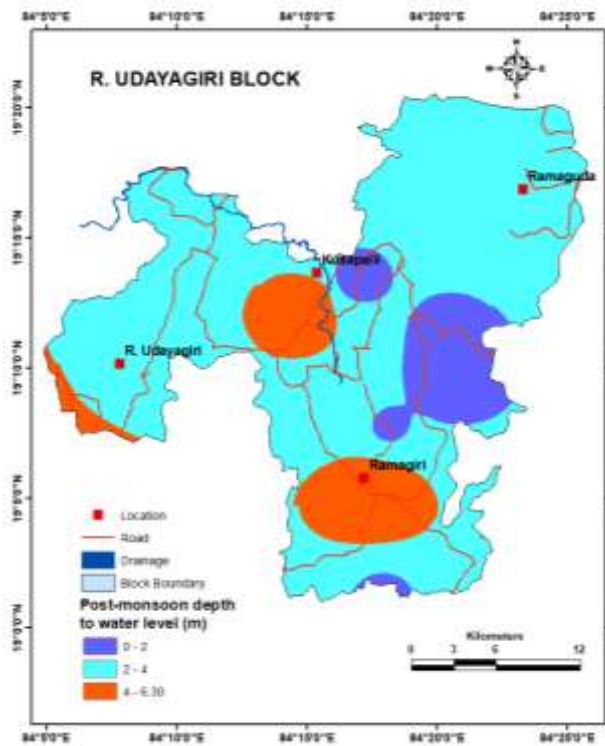 84°5'0"E 84°10'0"E 84°15'0"E 84°20'0"E 84°25'0"E
R. UDAYAGIRI BLOCK
N
W E
S
Ramaguda
R. Udayagiri
Ramagiri
Location
Road
Drainage
Block Boundary
Post-monsoon depth
to water level (m)
0 - 2
2 - 4
4 - 6.30
Kilometers
0 3 6 12
84°5'0"E 84°10'0"E 84°15'0"E 84°20'0"E 84°25'0"E